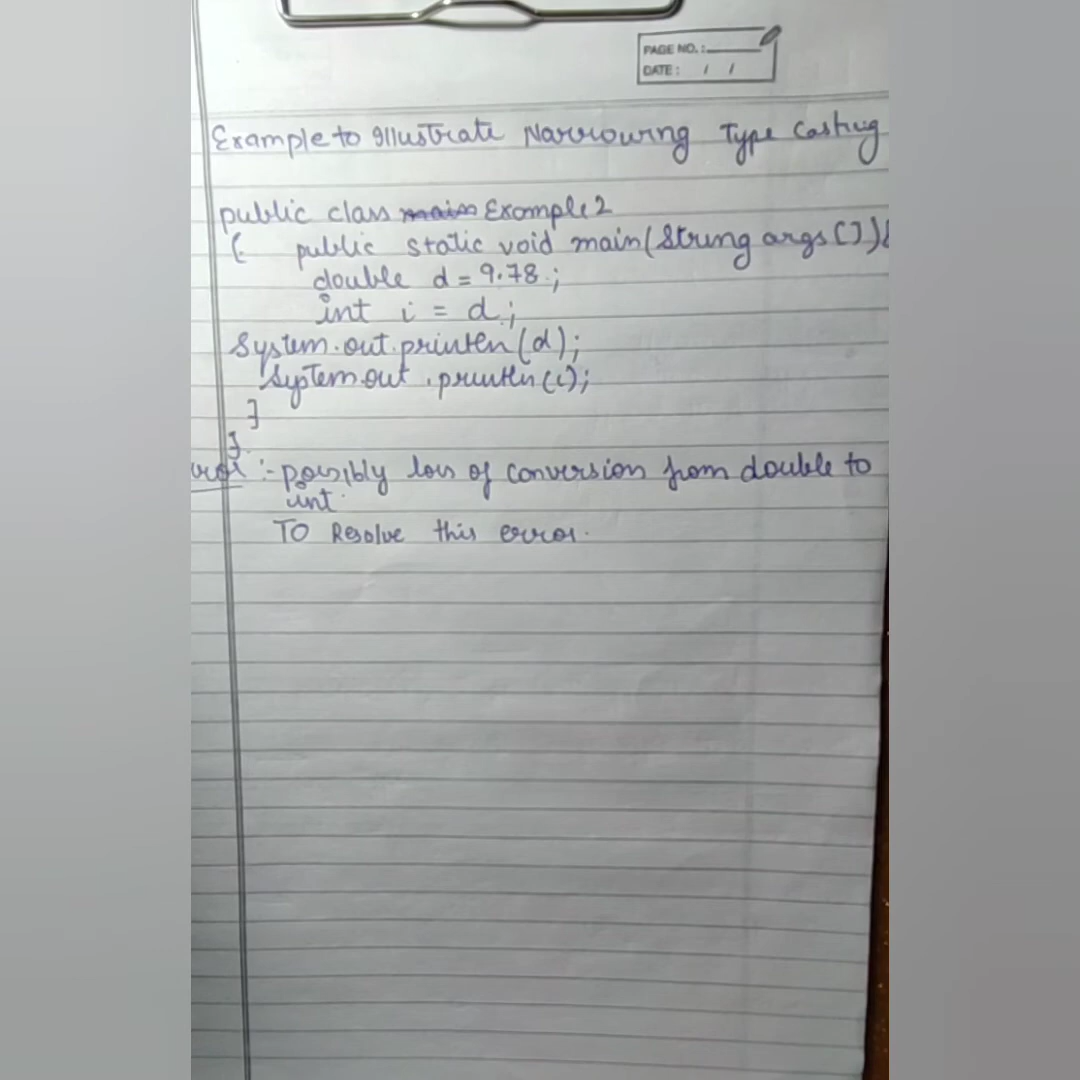 PAGE NO. :
DATE : / /
Example to Illustrate Narrowing Type Casting
public class main Example2
{ public static void main(String args[]){
double d = 9.78;
int i = d;
System.out.println(d);
System.out.println(i);
}
}
:- possibly loss of conversion from double to
int.
To Resolve this error.